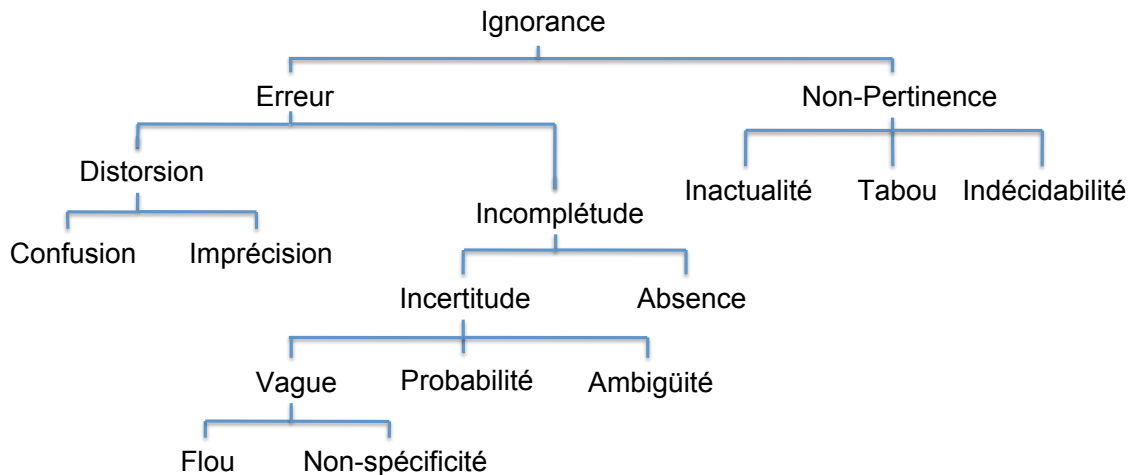 Ignorance
Erreur
Non-Pertinence
Distorsion
Inactualité
Tabou
Indécidabilité
Incomplétude
Confusion
Imprécision
Incertitude
Absence
Vague
Probabilité
Ambigüité
Flou
Non-spécificité